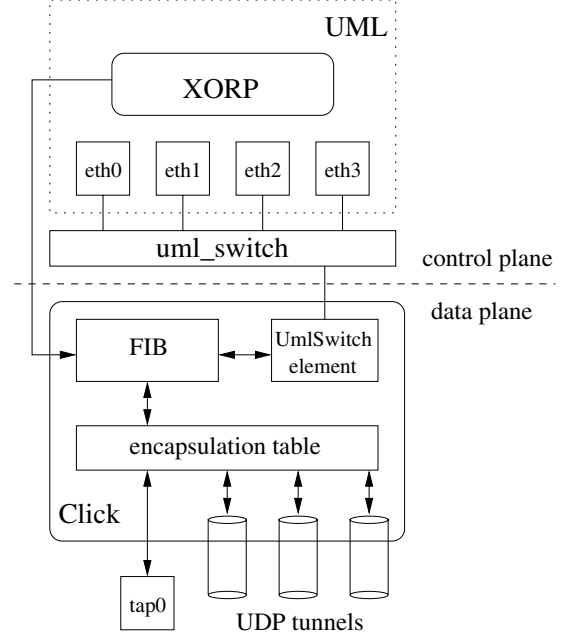 UML
XORP
eth0 eth1 eth2 eth3
uml_switch
control plane
data plane
FIB
UmlSwitch
element
encapsulation table
Click
tap0
UDP tunnels